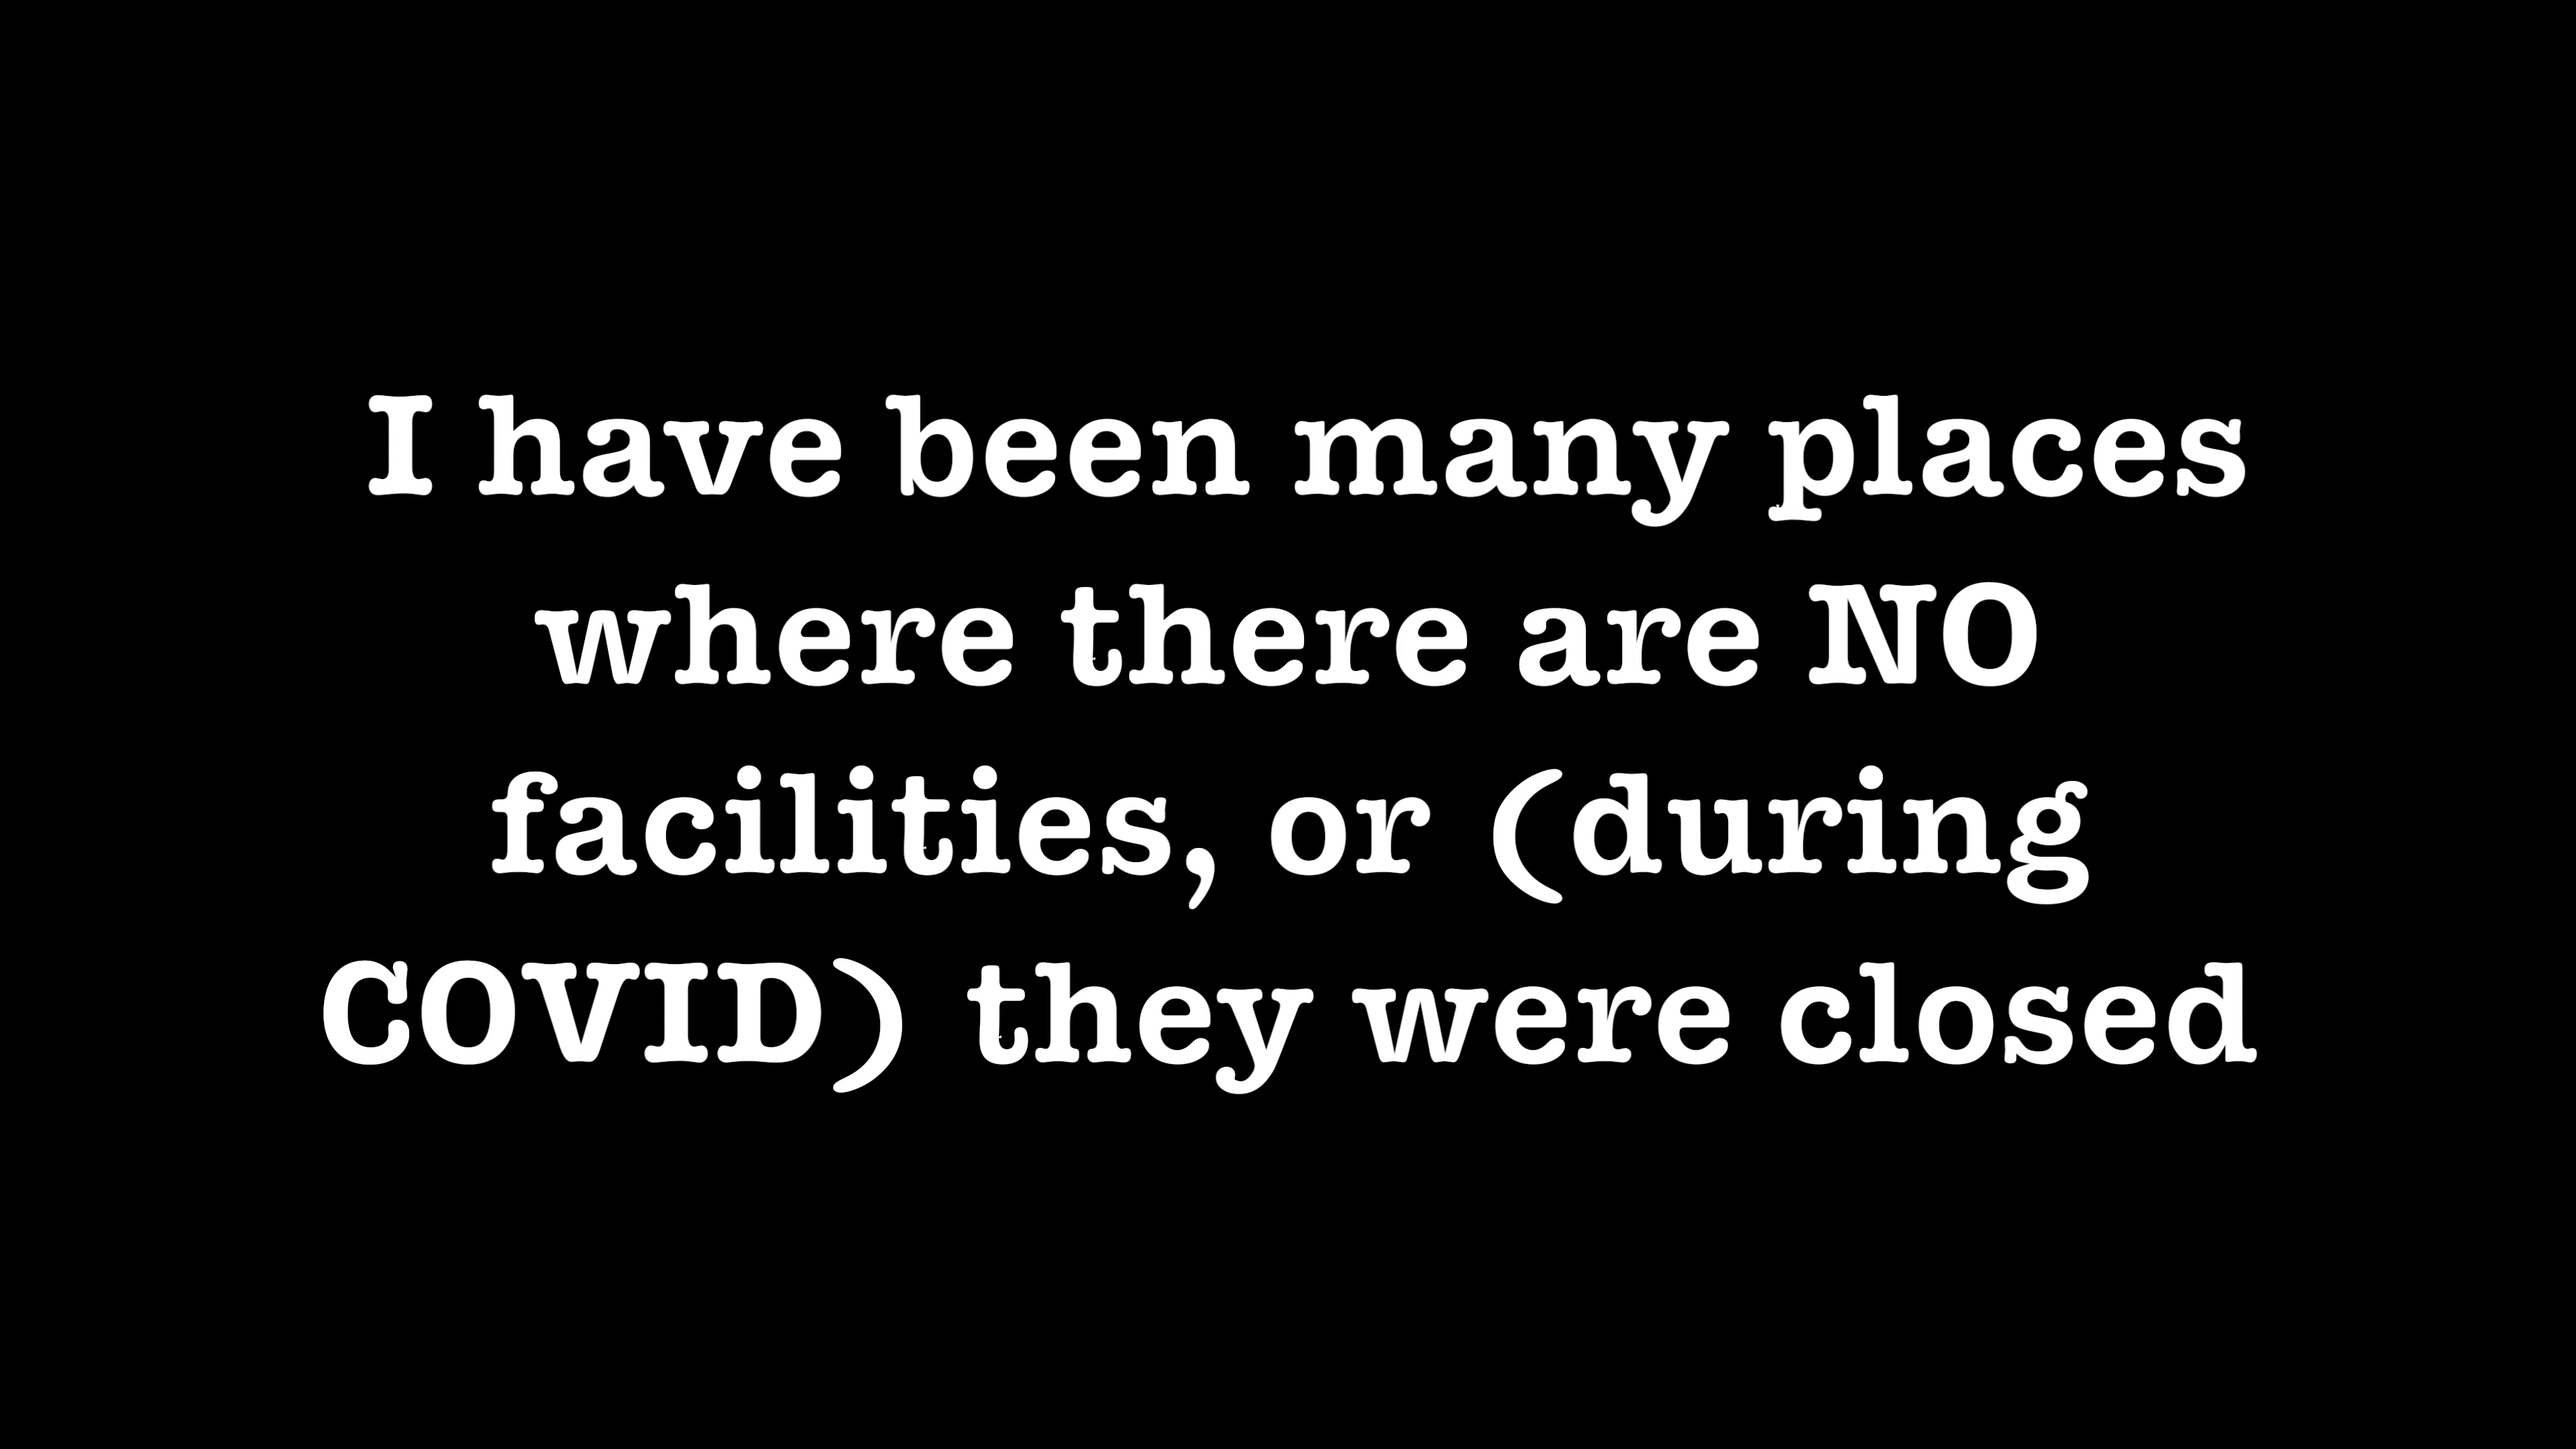 I have been many places
where there are NO
facilities, or (during
COVID) they were closed